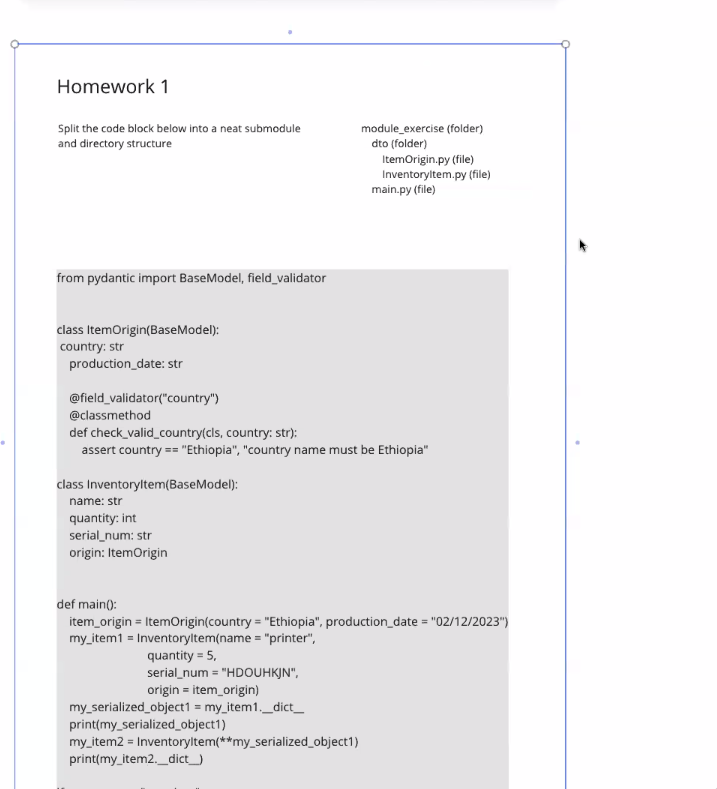 Homework 1
Split the code block below into a neat submodule
and directory structure
module_exercise (folder)
dto (folder)
ItemOrigin.py (file)
InventoryItem.py (file)
main.py (file)
from pydantic import BaseModel, field_validator
class ItemOrigin(BaseModel):
country: str
production_date: str
@field_validator("country")
@classmethod
def check_valid_country(cls, country: str):
assert country == "Ethiopia", "country name must be Ethiopia"
class InventoryItem(BaseModel):
name: str
quantity: int
serial_num: str
origin: ItemOrigin
def main():
item_origin = ItemOrigin(country = "Ethiopia", production_date = "02/12/2023")
my_item1 = InventoryItem(name = "printer",
quantity = 5,
serial_num = "HDOUHKJN",
origin = item_origin)
my_serialized_object1 = my_item1.__dict__
print(my_serialized_object1)
my_item2 = InventoryItem(**my_serialized_object1)
print(my_item2.__dict__)